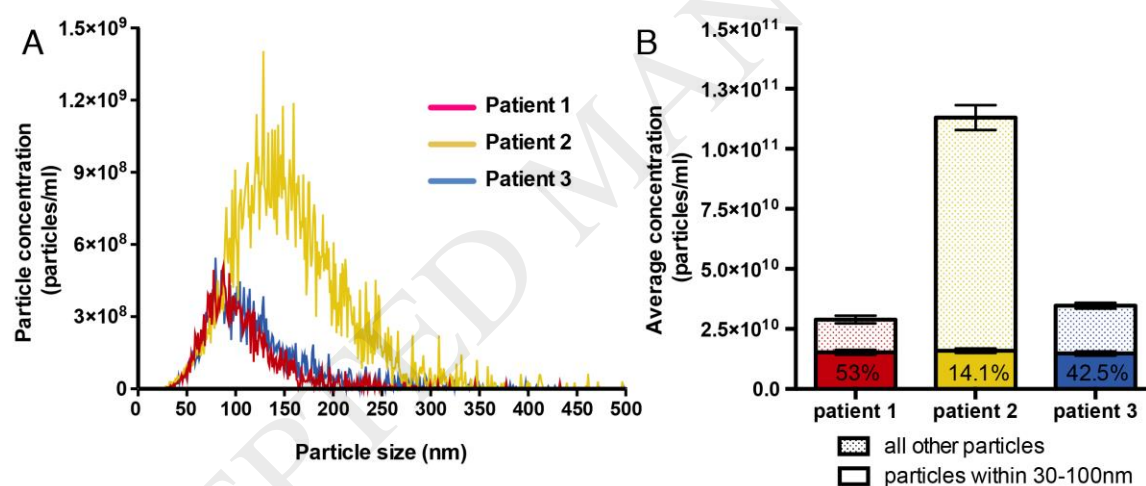 A
Particle concentration
(particles/ml)
1.5×10⁹
1.2×10⁹
9×10⁸
6×10⁸
3×10⁸
0
0 50 100 150 200 250 300 350 400 450 500
Particle size (nm)
Patient 1
Patient 2
Patient 3
B
Average concentration
(particles/ml)
1.5×10¹¹
1.3×10¹¹
1.0×10¹¹
7.5×10¹⁰
5.0×10¹⁰
2.5×10¹⁰
0.0
53% 14.1% 42.5%
patient 1 patient 2 patient 3
all other particles
particles within 30-100nm
EPTED MAN